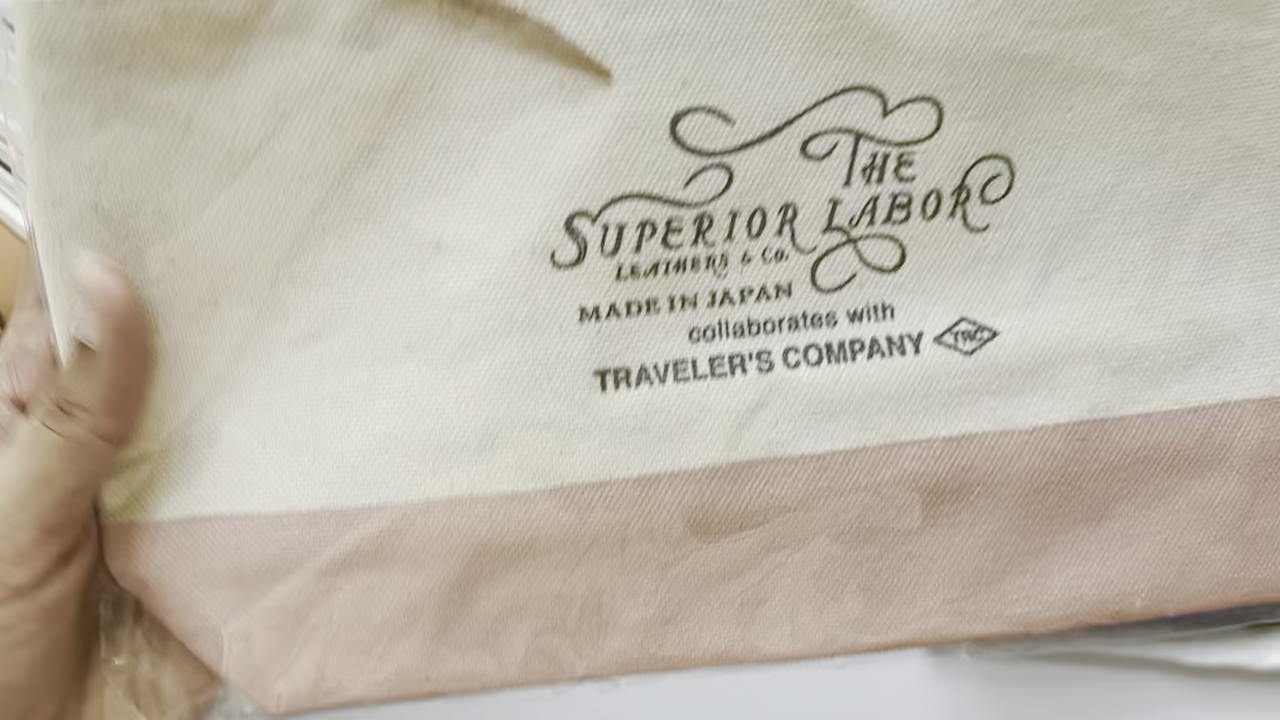 THE
SUPERIOR LABOR
LEATHERS & Co.
MADE IN JAPAN
collaborates with
TRAVELER'S COMPANY TRC